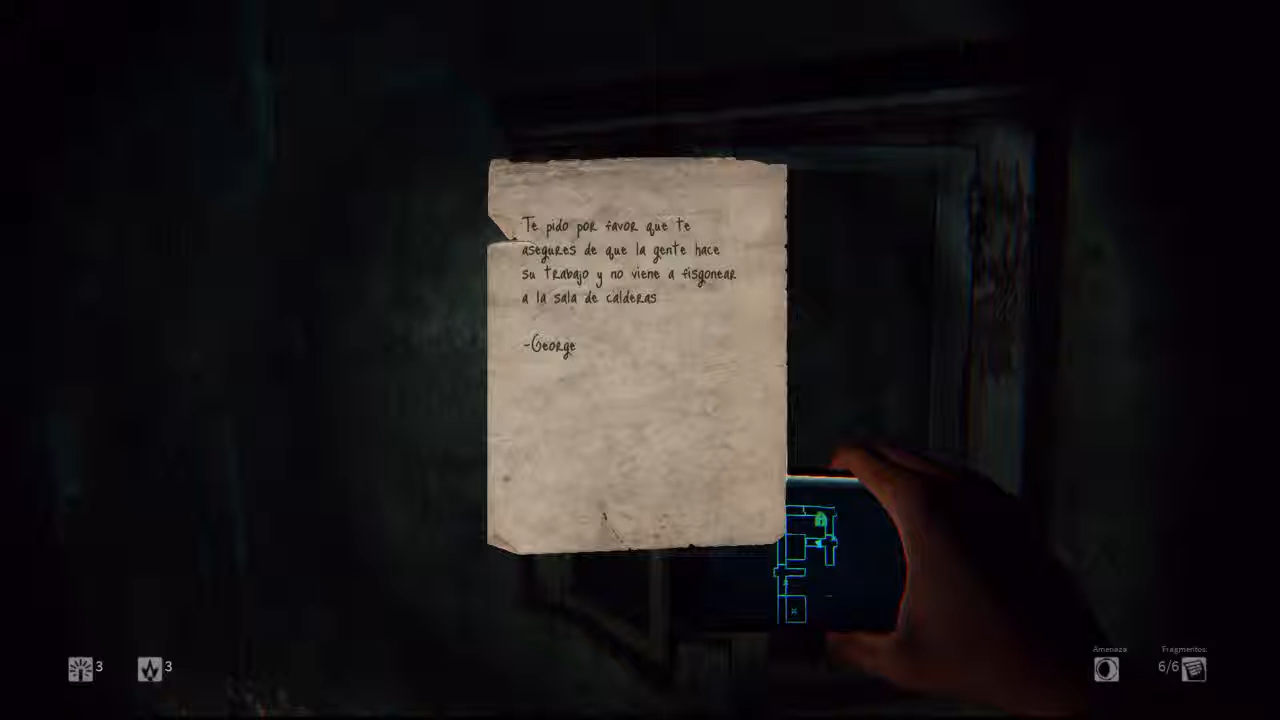 Te pido por favor que te
asegures de que la gente hace
su trabajo y no viene a fisgonear
a la sala de calderas
-George
3
3
Amenaza
Fragmentos:
6/6